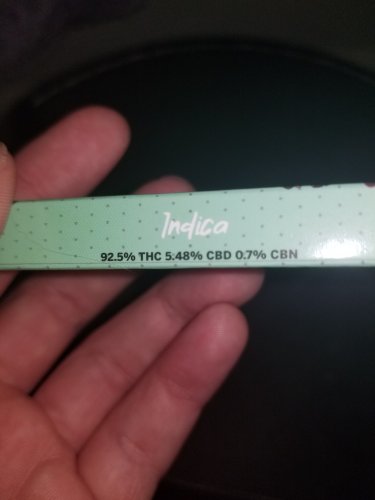 Indica
92.5% THC 5.48% CBD 0.7% CBN